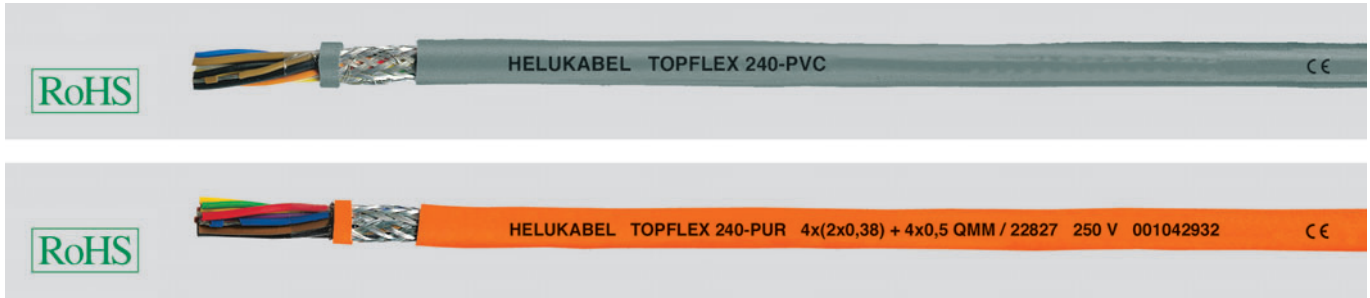 HELUKABEL TOPFLEX 240-PVC CE
RoHS
HELUKABEL TOPFLEX 240-PUR 4x(2x0,38) + 4x0,5 QMM / 22827 250 V 001042932 CE
RoHS